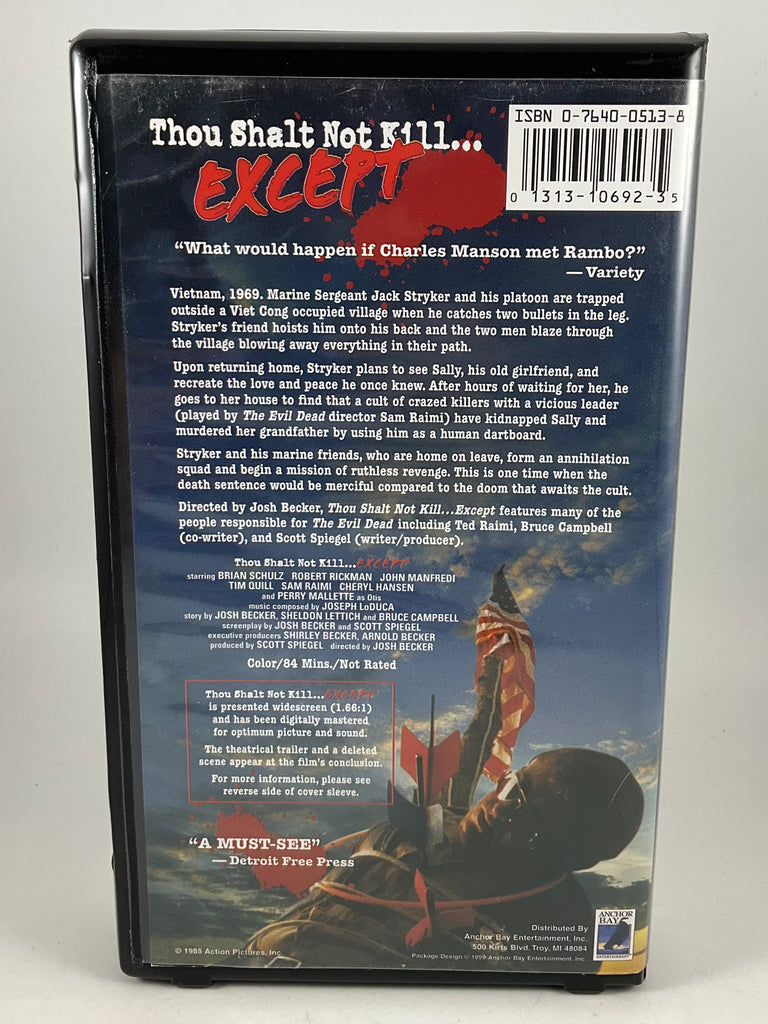 ISBN 0-7640-0513-8
0 1313-10692-3 5
Thou Shalt Not Kill...
EXCEPT
“What would happen if Charles Manson met Rambo?”
— Variety
Vietnam, 1969. Marine Sergeant Jack Stryker and his platoon are trapped
outside a Viet Cong occupied village when he catches two bullets in the leg.
Stryker's friend hoists him onto his back and the two men blaze through
the village blowing away everything in their path.
Upon returning home, Stryker plans to see Sally, his old girlfriend, and
recreate the love and peace he once knew. After hours of waiting for her, he
goes to her house to find that a cult of crazed killers with a vicious leader
(played by The Evil Dead director Sam Raimi) have kidnapped Sally and
murdered her grandfather by using him as a human dartboard.
Stryker and his marine friends, who are home on leave, form an annihilation
squad and begin a mission of ruthless revenge. This is one time when the
death sentence would be merciful compared to the doom that awaits the cult.
Directed by Josh Becker, Thou Shalt Not Kill...Except features many of the
people responsible for The Evil Dead including Ted Raimi, Bruce Campbell
(co-writer), and Scott Spiegel (writer/producer).
Thou Shalt Not Kill...EXCEPT
starring BRIAN SCHULZ ROBERT RICKMAN JOHN MANFREDI
TIM QUILL SAM RAIMI CHERYL HANSEN
and PERRY MALLETTE as Otis
music composed by JOSEPH LoDUCA
story by JOSH BECKER, SHELDON LETTICH and BRUCE CAMPBELL
screenplay by JOSH BECKER and SCOTT SPIEGEL
executive producers SHIRLEY BECKER, ARNOLD BECKER
produced by SCOTT SPIEGEL directed by JOSH BECKER
Color/84 Mins./Not Rated
Thou Shalt Not Kill...EXCEPT
is presented widescreen (1.66:1)
and has been digitally mastered
for optimum picture and sound.
The theatrical trailer and a deleted
scene appear at the film's conclusion.
For more information, please see
reverse side of cover sleeve.
“A MUST-SEE”
— Detroit Free Press
Distributed By
Anchor Bay Entertainment, Inc.
500 Kirts Blvd, Troy, MI 48084
© 1985 Action Pictures, Inc.
Package Design © 1998 Anchor Bay Entertainment, Inc.
ANCHOR
BAY
ENTERTAINMENT